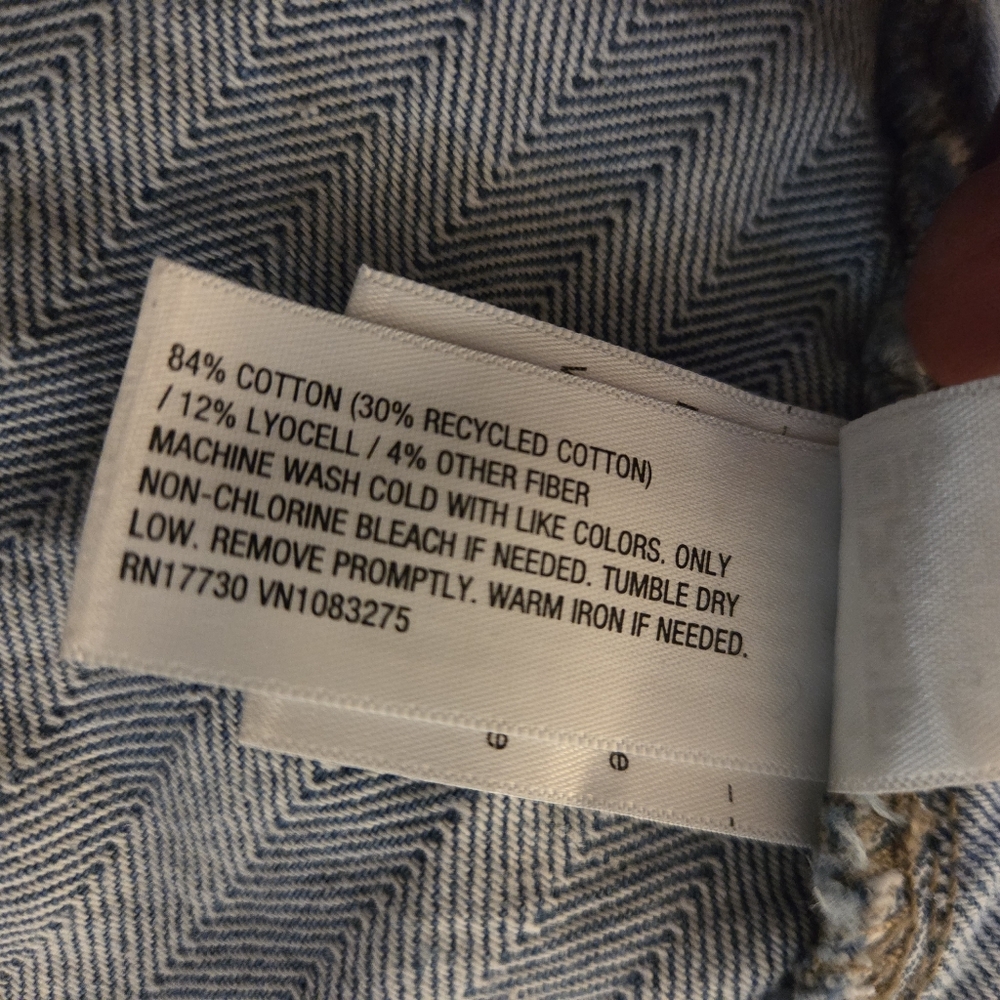 84% COTTON (30% RECYCLED COTTON)
/ 12% LYOCELL / 4% OTHER FIBER
MACHINE WASH COLD WITH LIKE COLORS. ONLY
NON-CHLORINE BLEACH IF NEEDED. TUMBLE DRY
LOW. REMOVE PROMPTLY. WARM IRON IF NEEDED.
RN17730 VN1083275